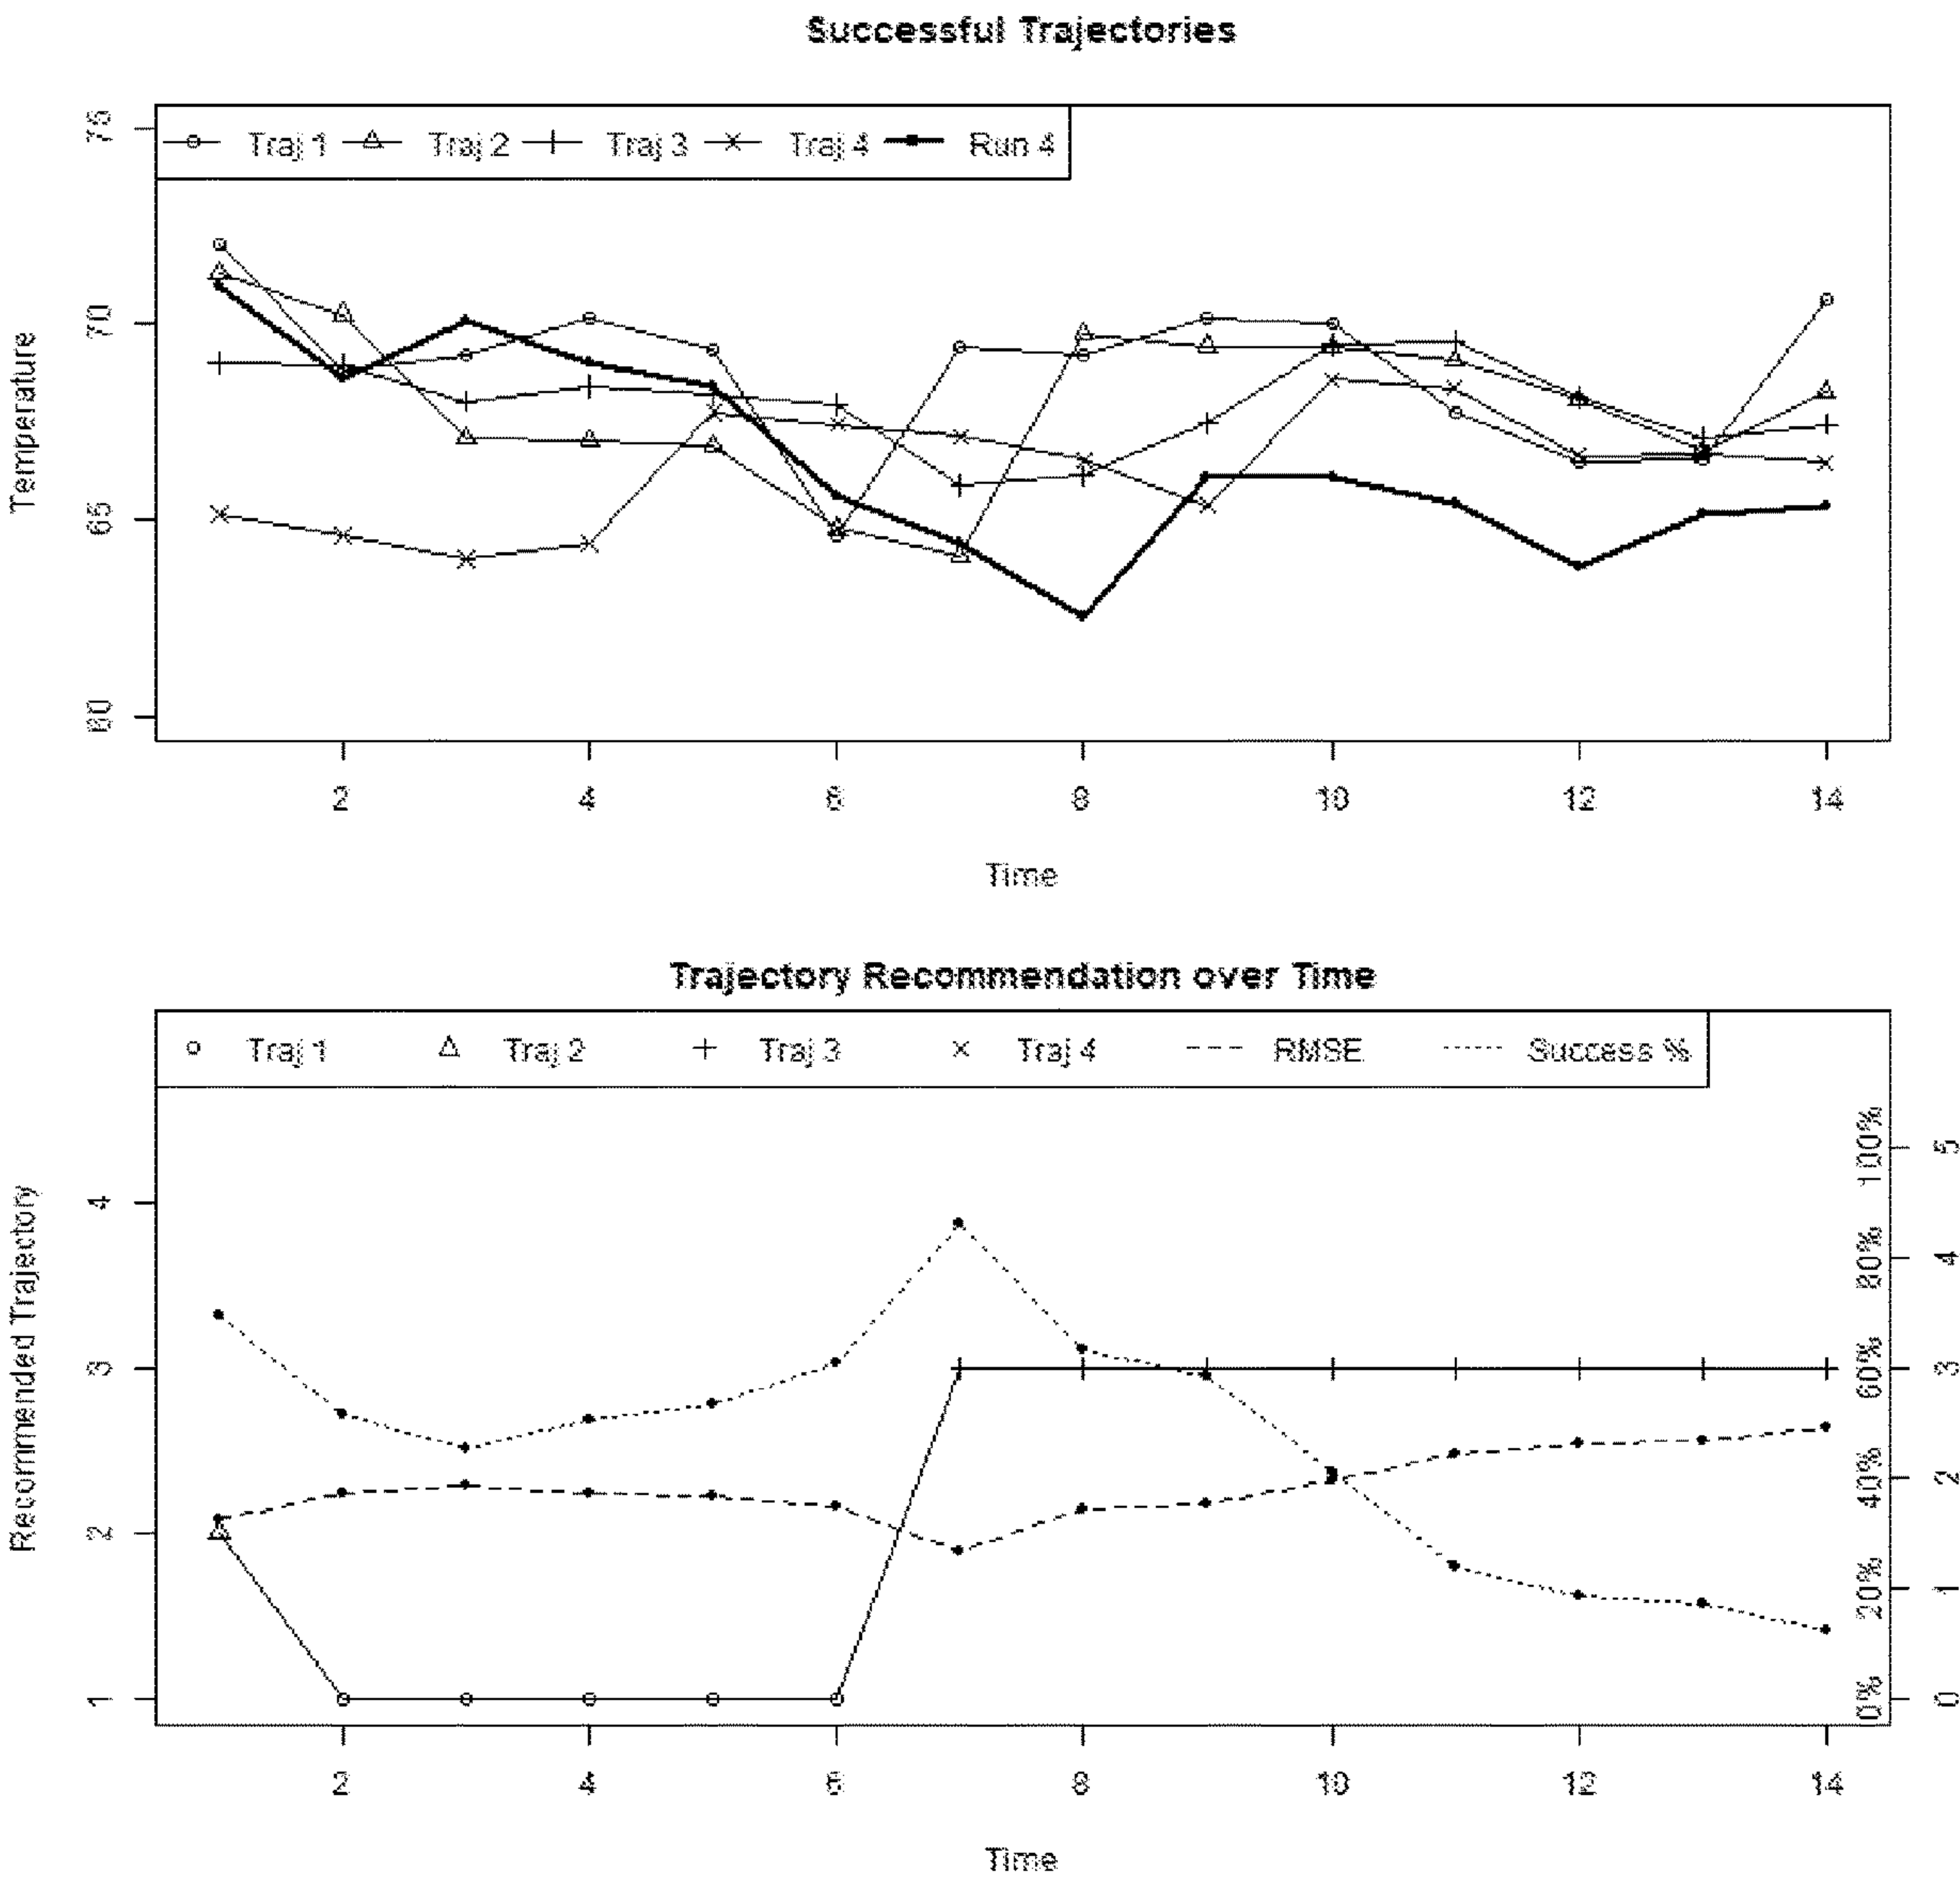 Successful Trajectories
Traj 1 Traj 2 Traj 3 Traj 4 Run 4
75
70
65
60
Temperature
2 4 6 8 10 12 14
Time
Trajectory Recommendation over Time
Traj 1 Traj 2 Traj 3 Traj 4 RMSE Success %
4
3
2
1
Recommended Trajectory
100% 5
80% 4
60% 3
40% 2
20% 1
0% 0
2 4 6 8 10 12 14
Time